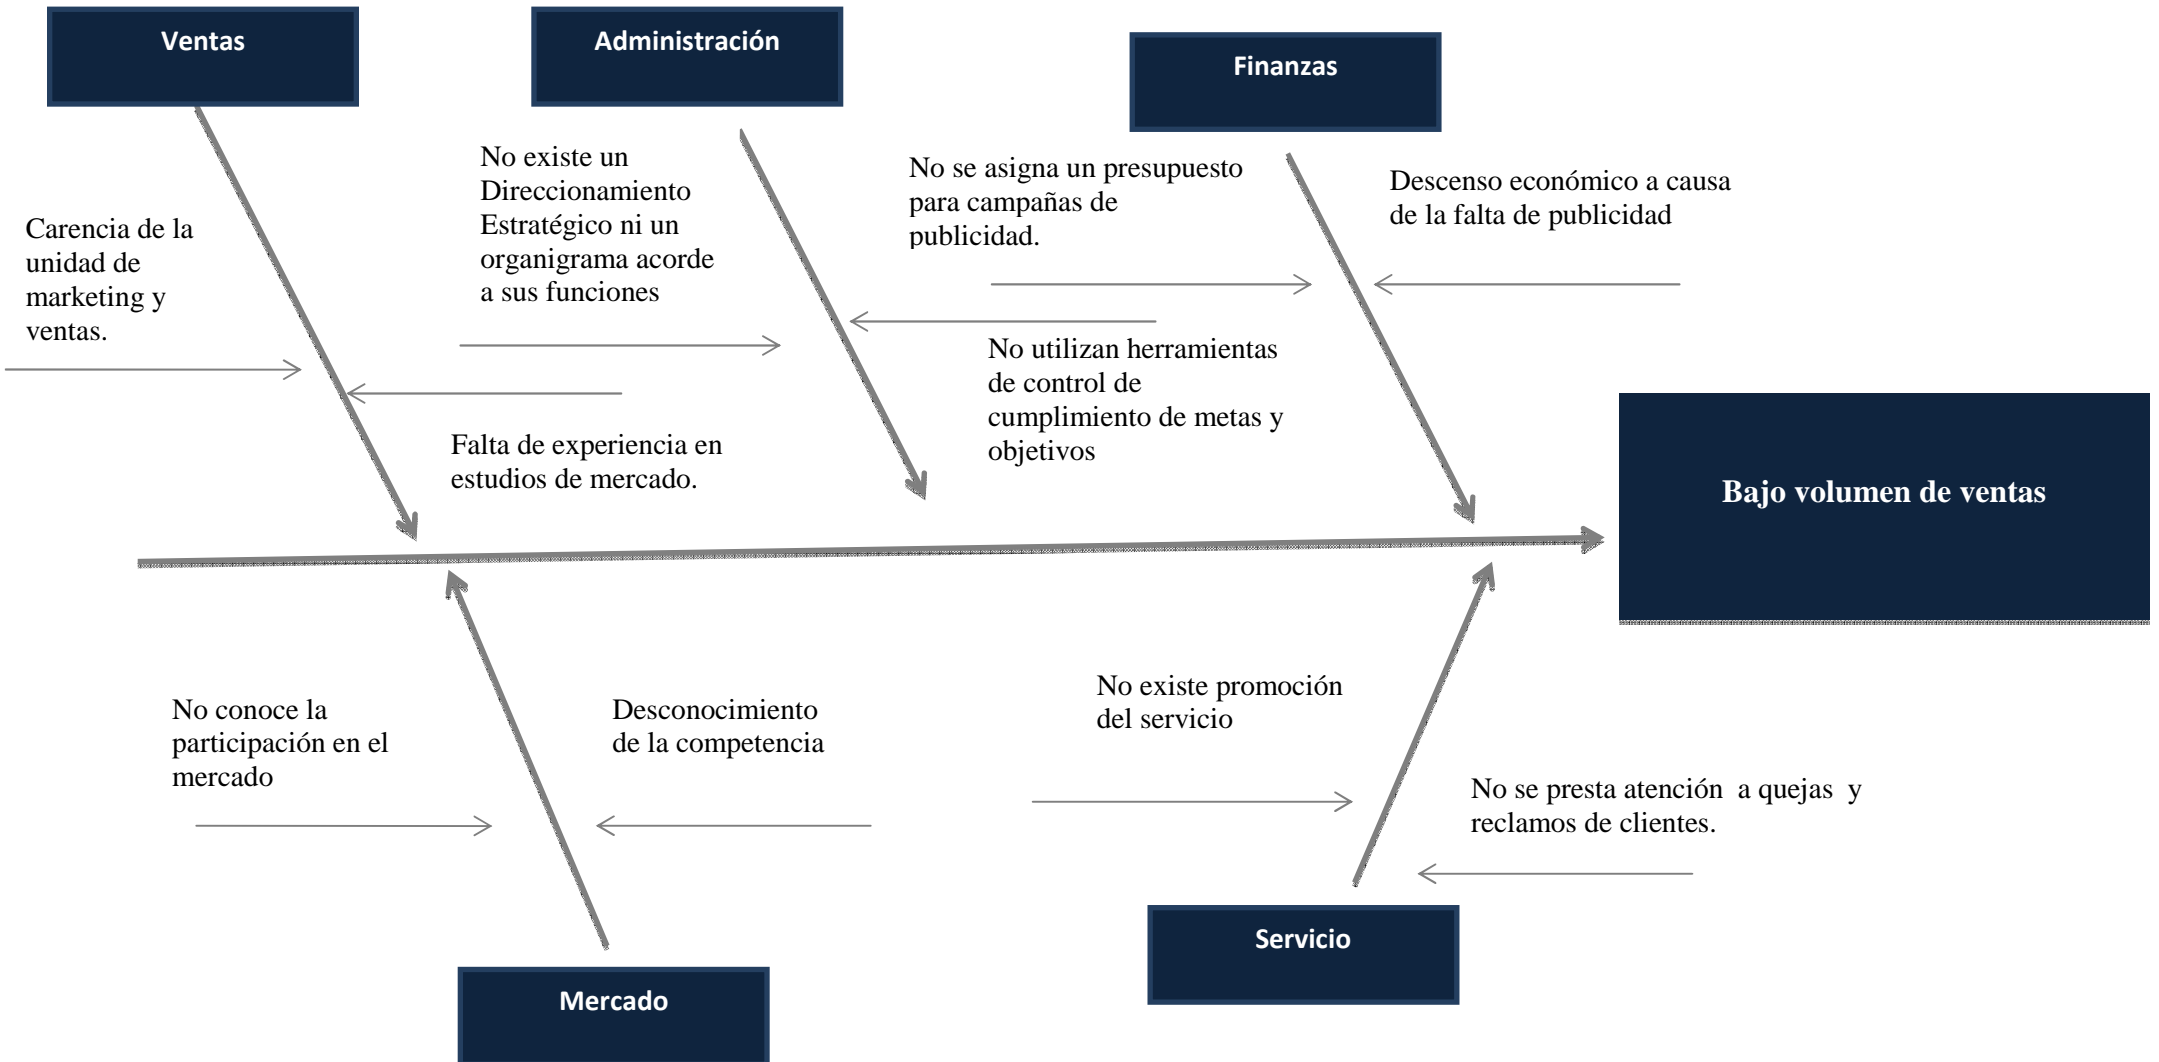 Ventas
Administración
Finanzas
Carencia de la
unidad de
marketing y
ventas.
No existe un
Direccionamiento
Estratégico ni un
organigrama acorde
a sus funciones
No se asigna un presupuesto
para campañas de
publicidad.
Descenso económico a causa
de la falta de publicidad
Falta de experiencia en
estudios de mercado.
No utilizan herramientas
de control de
cumplimiento de metas y
objetivos
Bajo volumen de ventas
No conoce la
participación en el
mercado
Desconocimiento
de la competencia
No existe promoción
del servicio
No se presta atención  a quejas  y
reclamos de clientes.
Mercado
Servicio